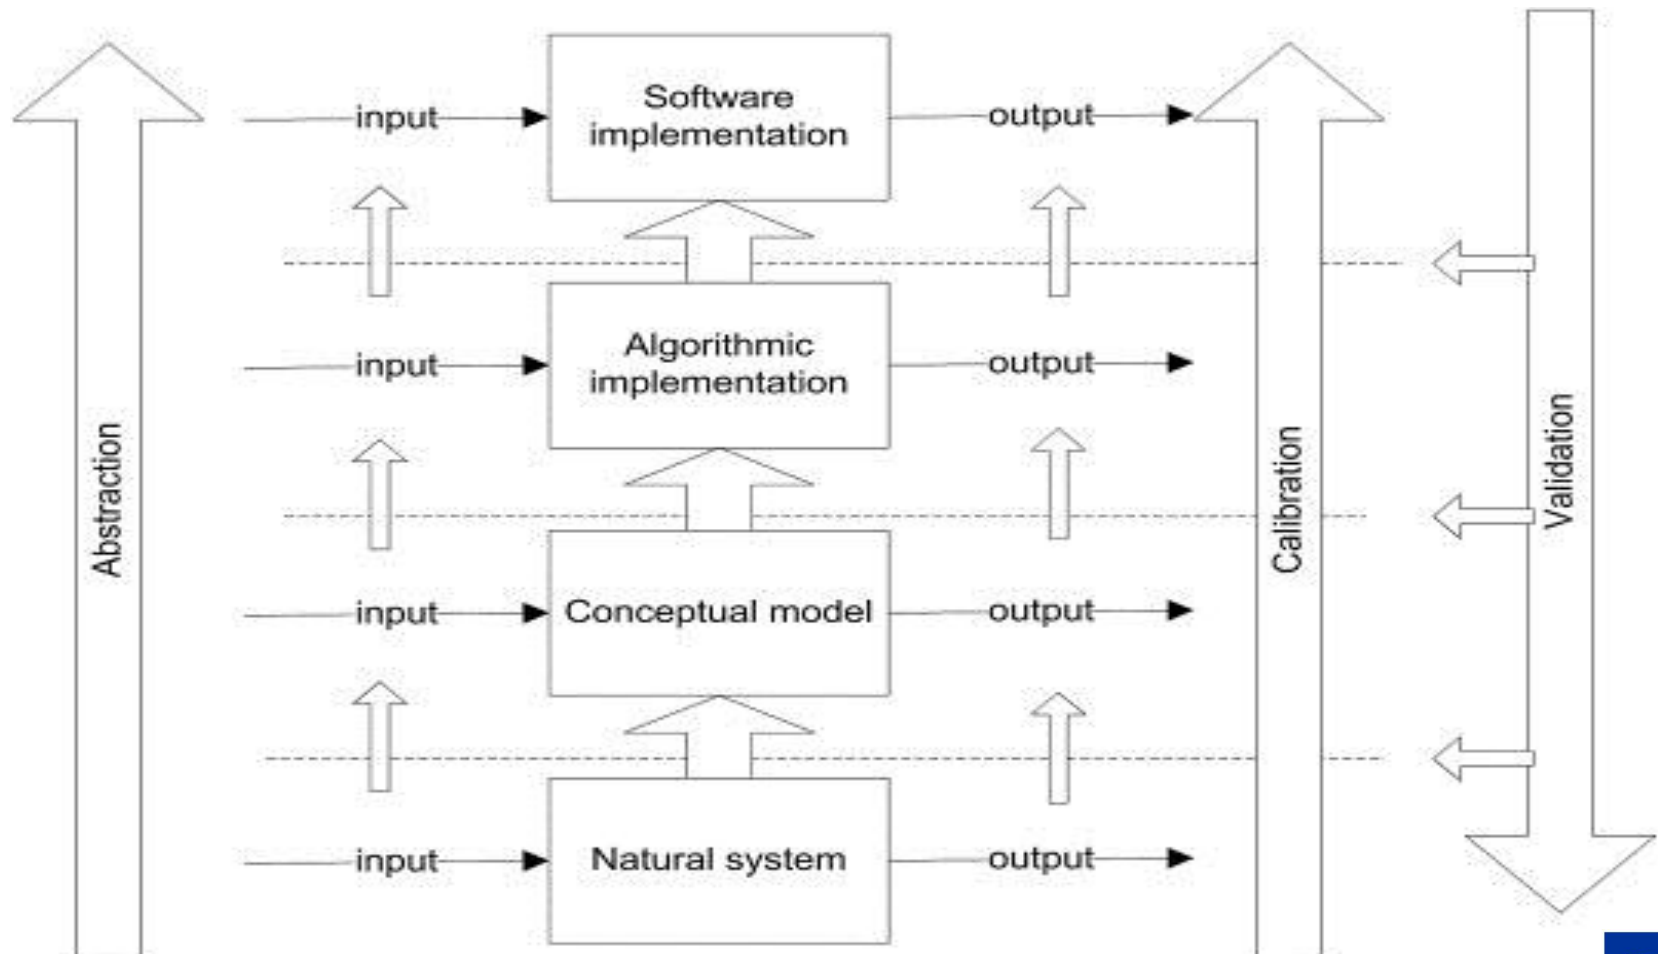 input
Software
implementation
output
input
Algorithmic
implementation
output
Abstraction
Calibration
Validation
input
Conceptual model
output
input
Natural system
output